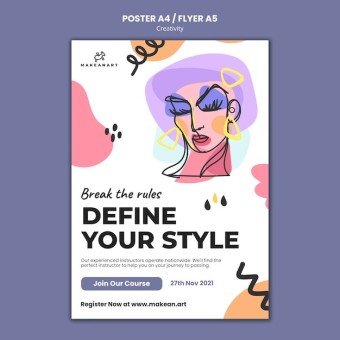 POSTER A4 / FLYER A5
Creativity
MAKEANART
Break the rules
DEFINE
YOUR STYLE
Our experienced instructors operate nationwide. We'll find the
perfect instructor to help you on your journey to passing.
Join Our Course
27th Nov 2021
Register Now at www.makean.art